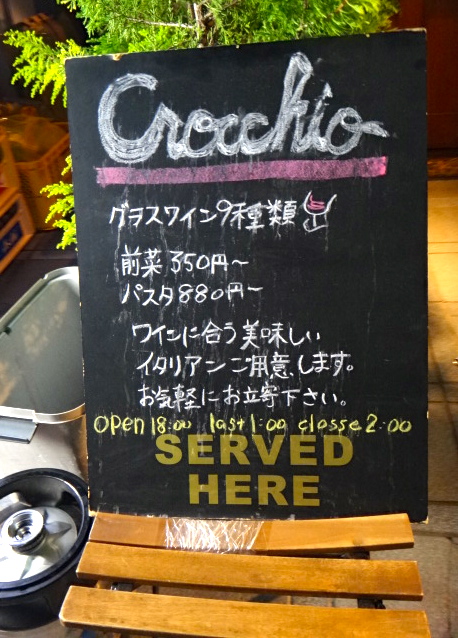 Crocchio
グラスワイン9種類
前菜 350円～
パスタ880円～
ワインに合う美味しい
イタリアンご用意します。
お気軽にお立寄下さい。
OPEN 18:00 last 1:00 classe 2:00
SERVED
HERE